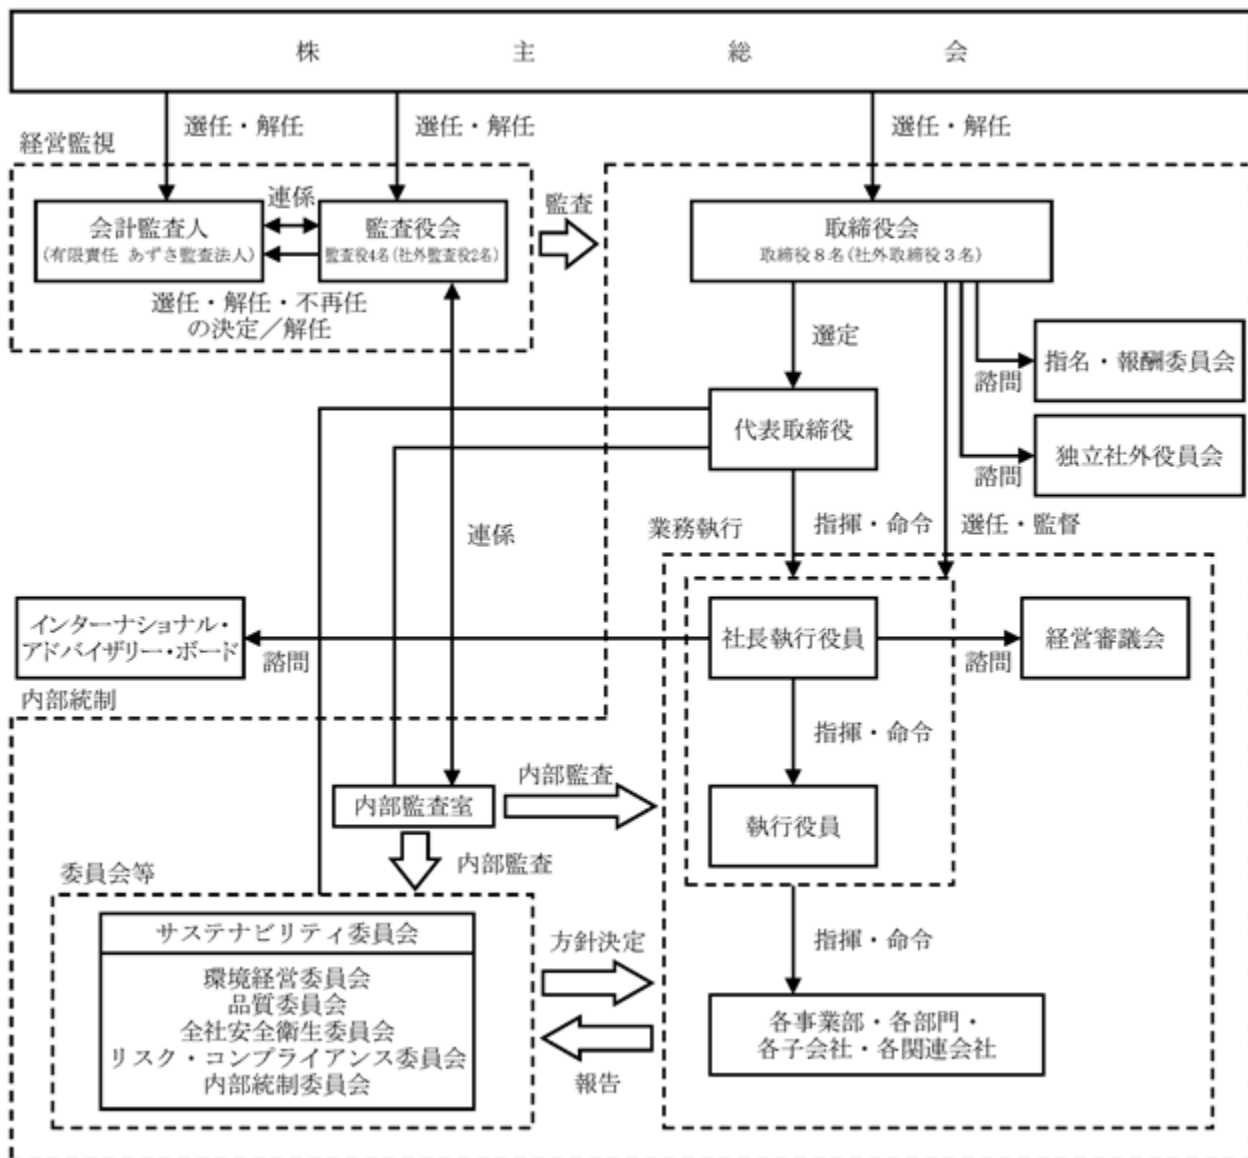 株主総会
選任・解任
選任・解任
選任・解任
経営監視
会計監査人
(有限責任 あずさ監査法人)
連係
監査役会
監査役4名(社外監査役2名)
監査
取締役会
取締役８名(社外取締役３名)
選任・解任・不再任
の決定／解任
選定
指名・報酬委員会
諮問
代表取締役
独立社外役員会
諮問
連係
業務執行
指揮・命令
選任・監督
インターナショナル・
アドバイザリー・ボード
諮問
社長執行役員
諮問
経営審議会
内部統制
指揮・命令
内部監査
内部監査室
執行役員
内部監査
委員会等
サステナビリティ委員会
環境経営委員会
品質委員会
全社安全衛生委員会
リスク・コンプライアンス委員会
内部統制委員会
方針決定
報告
指揮・命令
各事業部・各部門・
各子会社・各関連会社